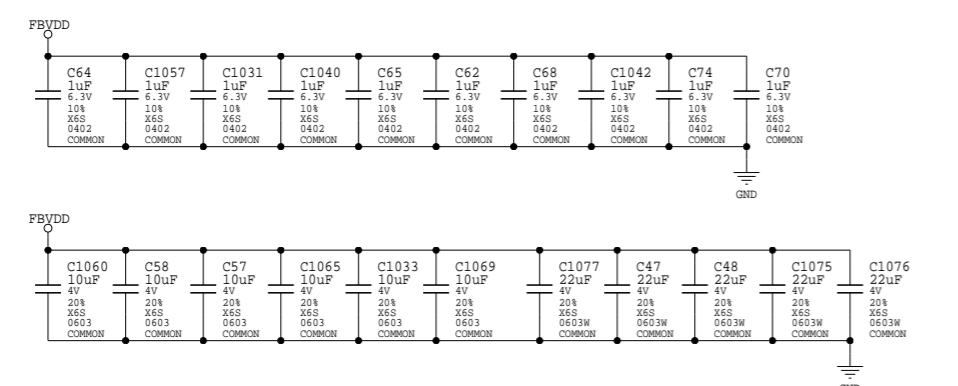 FBVDD
C64 C1057 C1031 C1040 C65 C62 C68 C1042 C74 C70
1uF 1uF 1uF 1uF 1uF 1uF 1uF 1uF 1uF 1uF
6.3V 6.3V 6.3V 6.3V 6.3V 6.3V 6.3V 6.3V 6.3V 6.3V
10% 10% 10% 10% 10% 10% 10% 10% 10% 10%
X6S X6S X6S X6S X6S X6S X6S X6S X6S X6S
0402 0402 0402 0402 0402 0402 0402 0402 0402 0402
COMMON COMMON COMMON COMMON COMMON COMMON COMMON COMMON COMMON COMMON
GND
FBVDD
C1060 C58 C57 C1065 C1033 C1069 C1077 C47 C48 C1075 C1076
10uF 10uF 10uF 10uF 10uF 10uF 22uF 22uF 22uF 22uF 22uF
4V 4V 4V 4V 4V 4V 4V 4V 4V 4V 4V
20% 20% 20% 20% 20% 20% 20% 20% 20% 20% 20%
X6S X6S X6S X6S X6S X6S X6S X6S X6S X6S X6S
0603 0603 0603 0603 0603 0603 0603W 0603W 0603W 0603W 0603W
COMMON COMMON COMMON COMMON COMMON COMMON COMMON COMMON COMMON COMMON COMMON